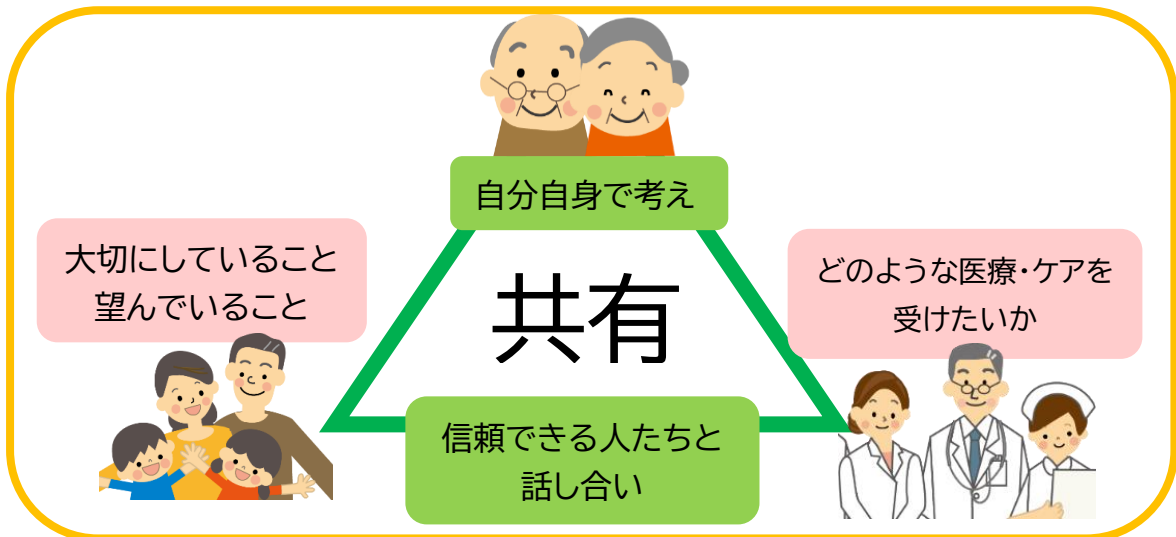 自分自身で考え
大切にしていること
望んでいること
どのような医療・ケアを
受けたいか
共有
信頼できる人たちと
話し合い